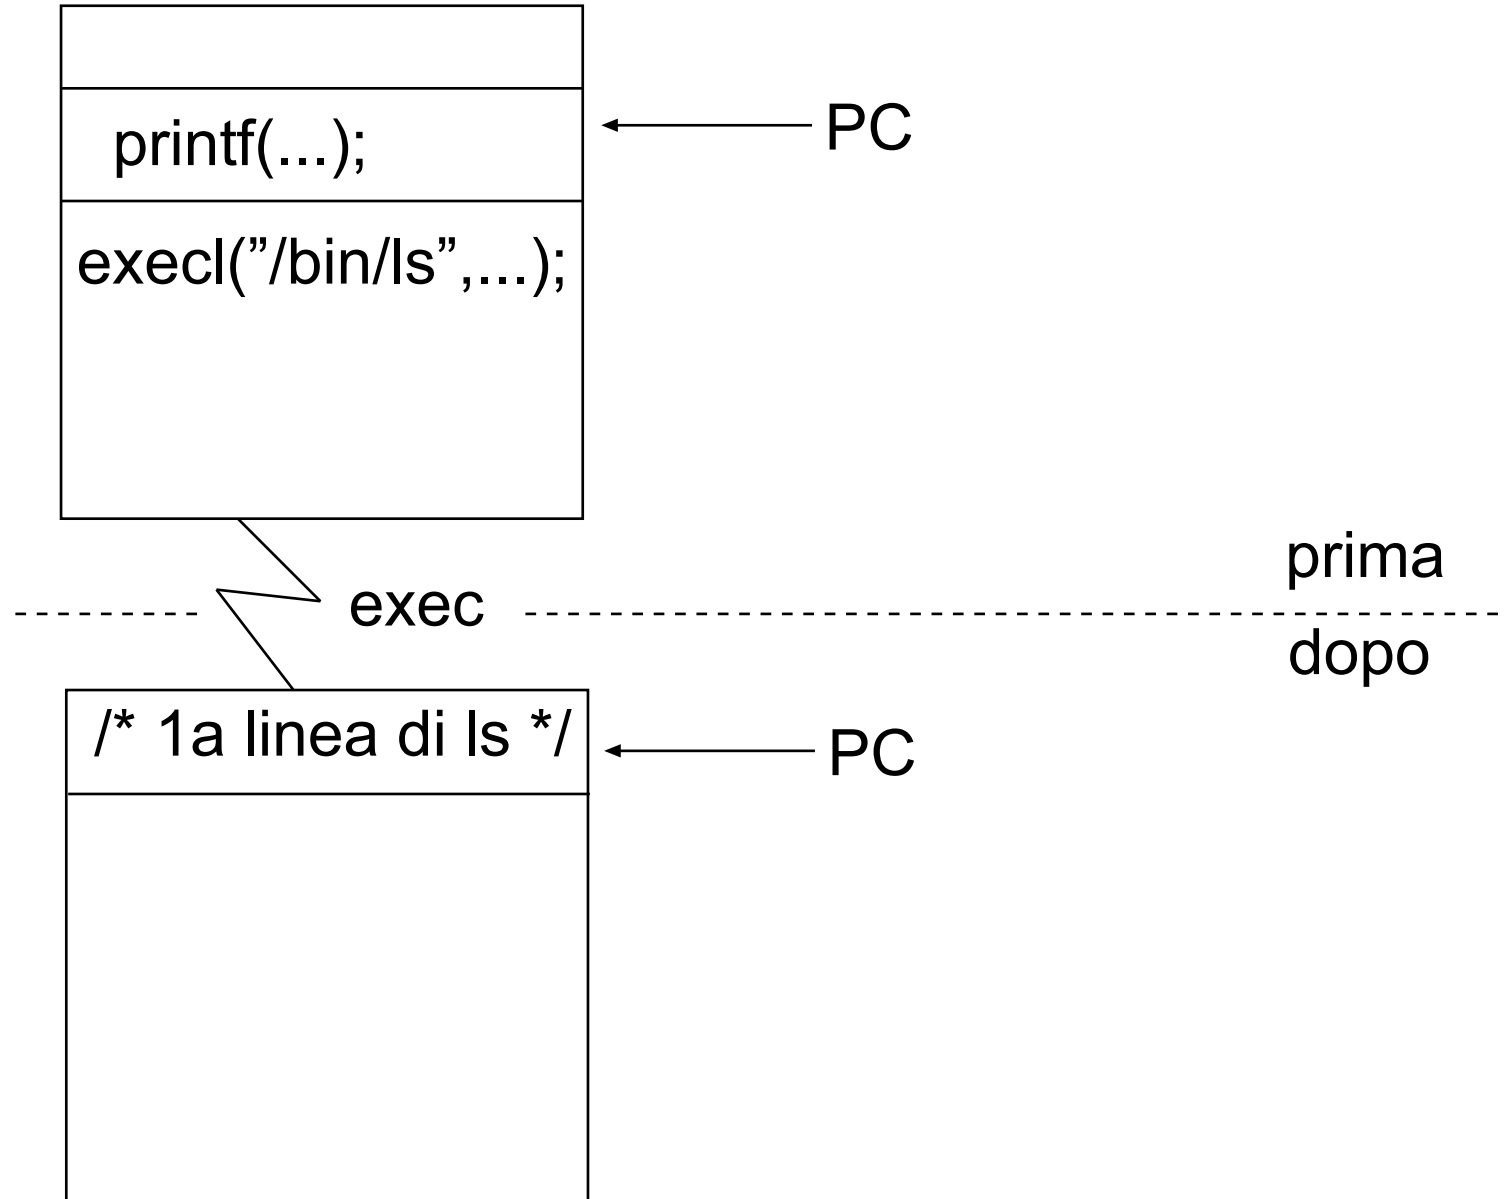 printf(...);
PC
execl(”/bin/ls”,...);
prima
exec
dopo
/* 1a linea di ls */
PC